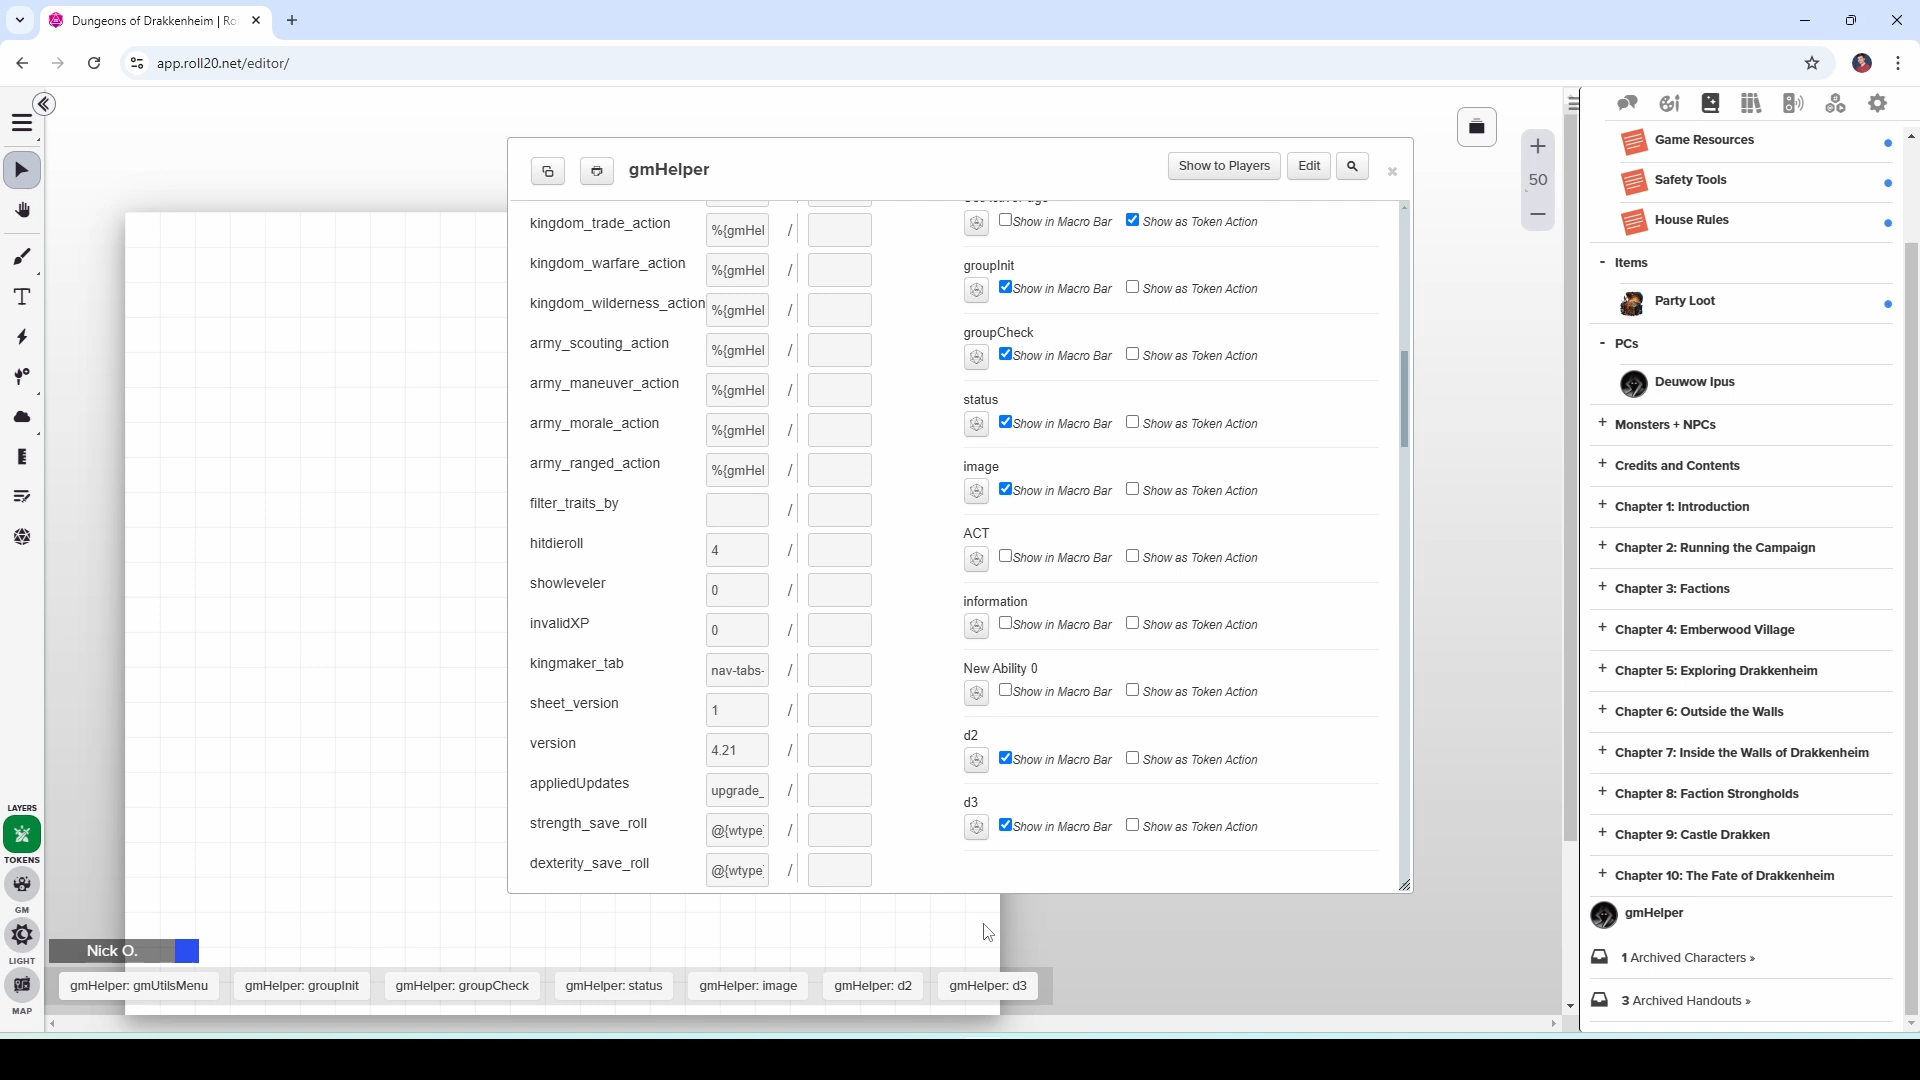 Dungeons of Drakkenheim | Ro
app.roll20.net/editor/
gmHelper
Show to Players
Edit
kingdom_trade_action
%{gmHel
/
kingdom_warfare_action
%{gmHel
/
kingdom_wilderness_action
%{gmHel
/
army_scouting_action
%{gmHel
/
army_maneuver_action
%{gmHel
/
army_morale_action
%{gmHel
/
army_ranged_action
%{gmHel
/
filter_traits_by
/
hitdieroll
4
/
showleveler
0
/
invalidXP
0
/
kingmaker_tab
nav-tabs-
/
sheet_version
1
/
version
4.21
/
appliedUpdates
upgrade_
/
strength_save_roll
@{wtype}
/
dexterity_save_roll
@{wtype}
/
Show in Macro Bar Show as Token Action
groupInit
Show in Macro Bar Show as Token Action
groupCheck
Show in Macro Bar Show as Token Action
status
Show in Macro Bar Show as Token Action
image
Show in Macro Bar Show as Token Action
ACT
Show in Macro Bar Show as Token Action
information
Show in Macro Bar Show as Token Action
New Ability 0
Show in Macro Bar Show as Token Action
d2
Show in Macro Bar Show as Token Action
d3
Show in Macro Bar Show as Token Action
50
Game Resources
Safety Tools
House Rules
- Items
Party Loot
- PCs
Deuwow Ipus
+ Monsters + NPCs
+ Credits and Contents
+ Chapter 1: Introduction
+ Chapter 2: Running the Campaign
+ Chapter 3: Factions
+ Chapter 4: Emberwood Village
+ Chapter 5: Exploring Drakkenheim
+ Chapter 6: Outside the Walls
+ Chapter 7: Inside the Walls of Drakkenheim
+ Chapter 8: Faction Strongholds
+ Chapter 9: Castle Drakken
+ Chapter 10: The Fate of Drakkenheim
gmHelper
1 Archived Characters »
3 Archived Handouts »
LAYERS
TOKENS
GM
LIGHT
MAP
Nick O.
gmHelper: gmUtilsMenu
gmHelper: groupInit
gmHelper: groupCheck
gmHelper: status
gmHelper: image
gmHelper: d2
gmHelper: d3